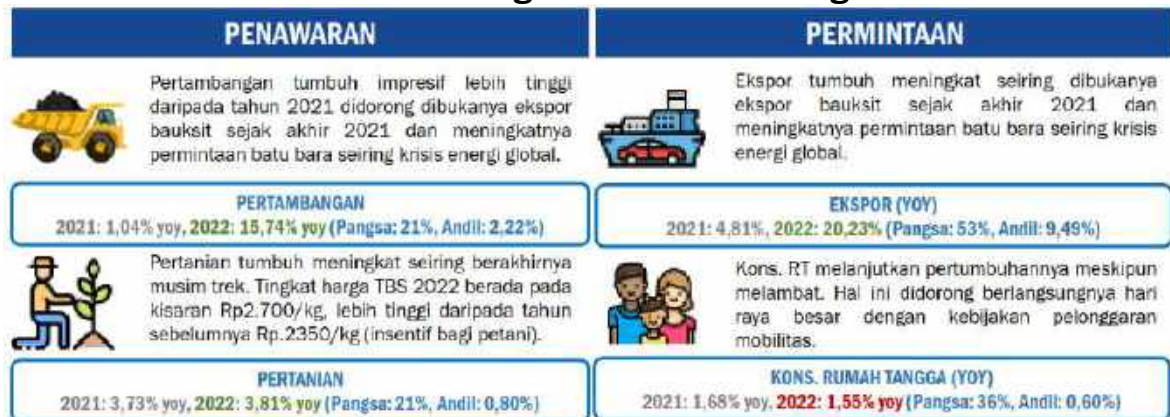 PENAWARAN
Pertambangan tumbuh impresif lebih tinggi
daripada tahun 2021 didorong dibukanya ekspor
bauksit sejak akhir 2021 dan meningkatnya
permintaan batu bara seiring krisis energi global.
PERTAMBANGAN
2021: 1,04% yoy, 2022: 15,74% yoy (Pangsa: 21%, Andil: 2,22%)
Pertanian tumbuh meningkat seiring berakhirnya
musim trek. Tingkat harga TBS 2022 berada pada
kisaran Rp2.700/kg, lebih tinggi daripada tahun
sebelumnya Rp.2350/kg (insentif bagi petani).
PERTANIAN
2021: 3,73% yoy, 2022: 3,81% yoy (Pangsa: 21%, Andil: 0,80%)
PERMINTAAN
Ekspor tumbuh meningkat seiring dibukanya
ekspor bauksit sejak akhir 2021 dan
meningkatnya permintaan batu bara seiring krisis
energi global.
EKSPOR (YOY)
2021: 4,81%, 2022: 20,23% (Pangsa: 53%, Andil: 9,49%)
Kons. RT melanjutkan pertumbuhannya meskipun
melambat. Hal ini didorong berlangsungnya hari
raya besar dengan kebijakan pelonggaran
mobilitas.
KONS. RUMAH TANGGA (YOY)
2021: 1,68% yoy, 2022: 1,55% yoy (Pangsa: 36%, Andil: 0,60%)